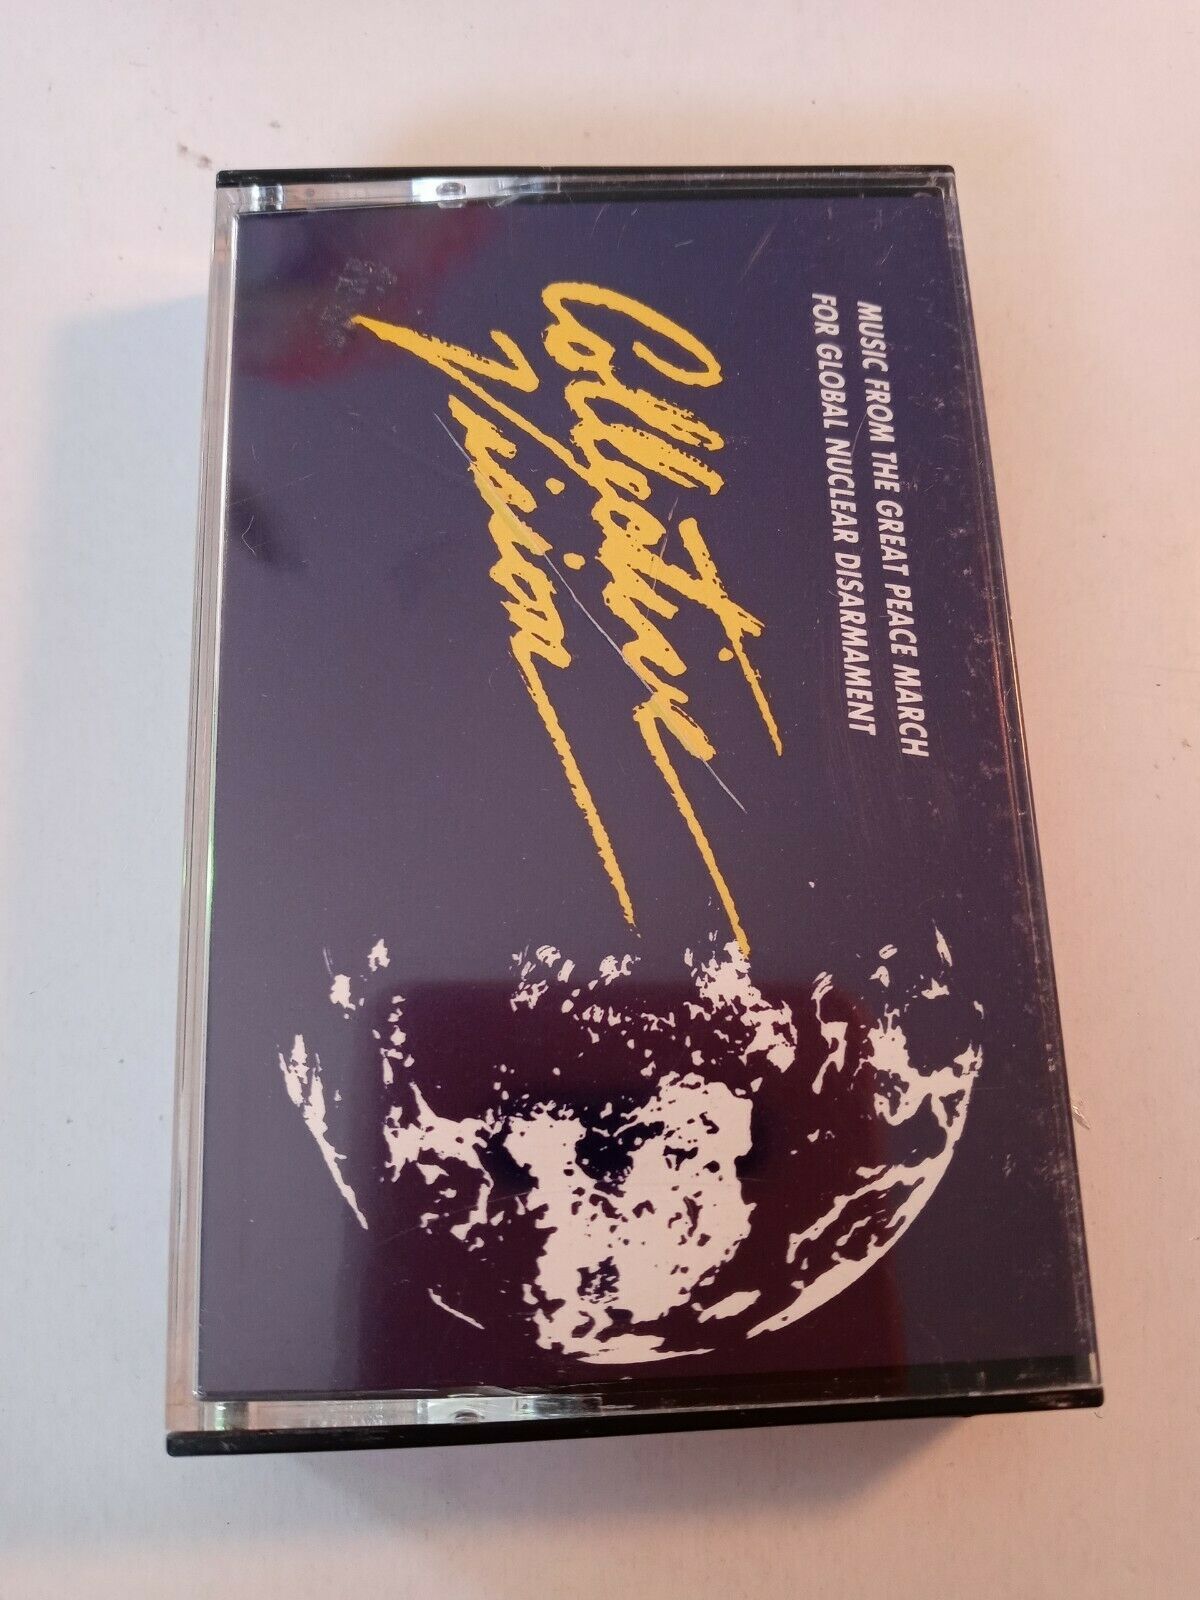 MUSIC FROM THE GREAT PEACE MARCH
FOR GLOBAL NUCLEAR DISARMAMENT
Collective
Vision